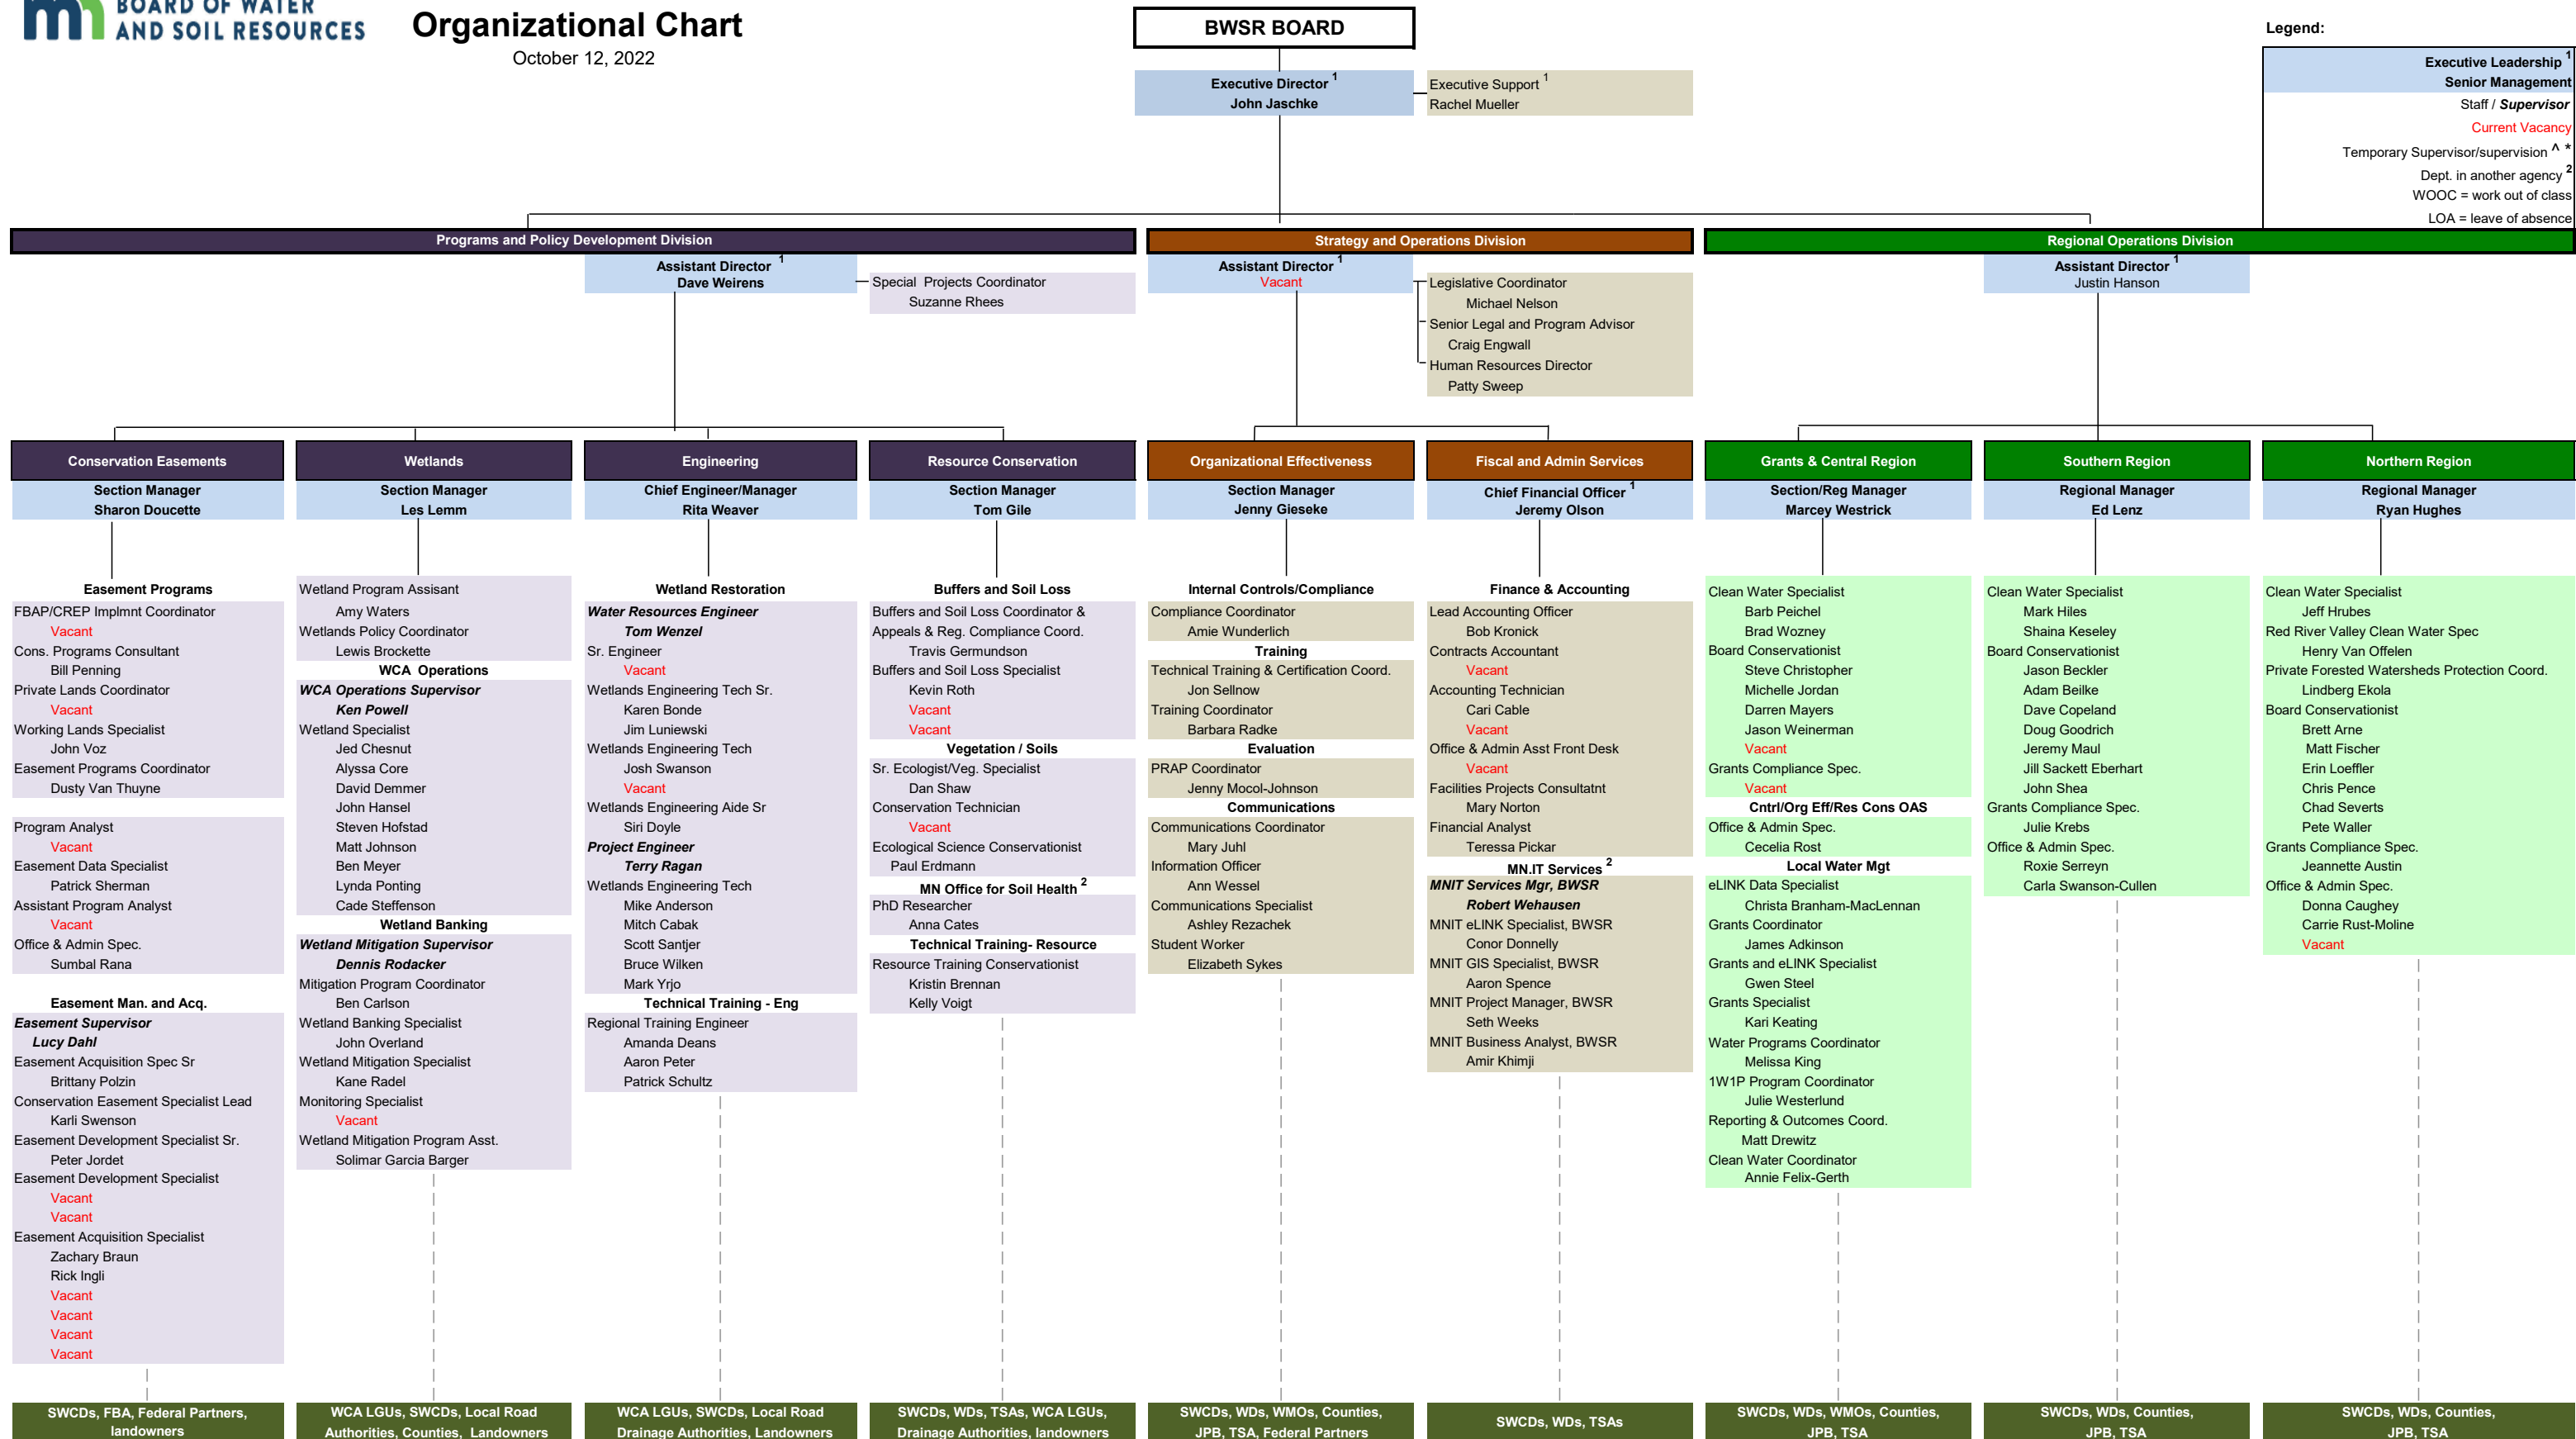 BOARD OF WATER
AND SOIL RESOURCES
Organizational Chart
October 12, 2022
BWSR BOARD
Executive Director 1
John Jaschke
Executive Support 1
Rachel Mueller
Legend:
Executive Leadership 1
Senior Management
Staff / Supervisor
Current Vacancy
Temporary Supervisor/supervision ^ *
Dept. in another agency 2
WOOC = work out of class
LOA = leave of absence
Programs and Policy Development Division
Assistant Director 1
Dave Weirens
Special Projects Coordinator
Suzanne Rhees
Strategy and Operations Division
Assistant Director 1
Vacant
Legislative Coordinator
Michael Nelson
Senior Legal and Program Advisor
Craig Engwall
Human Resources Director
Patty Sweep
Regional Operations Division
Assistant Director 1
Justin Hanson
Conservation Easements
Section Manager
Sharon Doucette
Easement Programs
FBAP/CREP Implmnt Coordinator
Vacant
Cons. Programs Consultant
Bill Penning
Private Lands Coordinator
Vacant
Working Lands Specialist
John Voz
Easement Programs Coordinator
Dusty Van Thuyne
Program Analyst
Vacant
Easement Data Specialist
Patrick Sherman
Assistant Program Analyst
Vacant
Office & Admin Spec.
Sumbal Rana
Easement Man. and Acq.
Easement Supervisor
Lucy Dahl
Easement Acquisition Spec Sr
Brittany Polzin
Conservation Easement Specialist Lead
Karli Swenson
Easement Development Specialist Sr.
Peter Jordet
Easement Development Specialist
Vacant
Vacant
Easement Acquisition Specialist
Zachary Braun
Rick Ingli
Vacant
Vacant
Vacant
Vacant
SWCDs, FBA, Federal Partners,
landowners
Wetlands
Section Manager
Les Lemm
Wetland Program Assisant
Amy Waters
Wetlands Policy Coordinator
Lewis Brockette
WCA Operations
WCA Operations Supervisor
Ken Powell
Wetland Specialist
Jed Chesnut
Alyssa Core
David Demmer
John Hansel
Steven Hofstad
Matt Johnson
Ben Meyer
Lynda Ponting
Cade Steffenson
Wetland Banking
Wetland Mitigation Supervisor
Dennis Rodacker
Mitigation Program Coordinator
Ben Carlson
Wetland Banking Specialist
John Overland
Wetland Mitigation Specialist
Kane Radel
Monitoring Specialist
Vacant
Wetland Mitigation Program Asst.
Solimar Garcia Barger
WCA LGUs, SWCDs, Local Road
Authorities, Counties, Landowners
Engineering
Chief Engineer/Manager
Rita Weaver
Wetland Restoration
Water Resources Engineer
Tom Wenzel
Sr. Engineer
Vacant
Wetlands Engineering Tech Sr.
Karen Bonde
Jim Luniewski
Wetlands Engineering Tech
Josh Swanson
Vacant
Wetlands Engineering Aide Sr
Siri Doyle
Project Engineer
Terry Ragan
Wetlands Engineering Tech
Mike Anderson
Mitch Cabak
Scott Santjer
Bruce Wilken
Mark Yrjo
Technical Training - Eng
Regional Training Engineer
Amanda Deans
Aaron Peter
Patrick Schultz
WCA LGUs, SWCDs, Local Road
Drainage Authorities, Landowners
Resource Conservation
Section Manager
Tom Gile
Buffers and Soil Loss
Buffers and Soil Loss Coordinator &
Appeals & Reg. Compliance Coord.
Travis Germundson
Buffers and Soil Loss Specialist
Kevin Roth
Vacant
Vacant
Vegetation / Soils
Sr. Ecologist/Veg. Specialist
Dan Shaw
Conservation Technician
Vacant
Ecological Science Conservationist
Paul Erdmann
MN Office for Soil Health 2
PhD Researcher
Anna Cates
Technical Training- Resource
Resource Training Conservationist
Kristin Brennan
Kelly Voigt
SWCDs, WDs, TSAs, WCA LGUs,
Drainage Authorities, landowners
Organizational Effectiveness
Section Manager
Jenny Gieseke
Internal Controls/Compliance
Compliance Coordinator
Amie Wunderlich
Training
Technical Training & Certification Coord.
Jon Sellnow
Training Coordinator
Barbara Radke
Evaluation
PRAP Coordinator
Jenny Mocol-Johnson
Communications
Communications Coordinator
Mary Juhl
Information Officer
Ann Wessel
Communications Specialist
Ashley Rezachek
Student Worker
Elizabeth Sykes
SWCDs, WDs, WMOs, Counties,
JPB, TSA, Federal Partners
Fiscal and Admin Services
Chief Financial Officer 1
Jeremy Olson
Finance & Accounting
Lead Accounting Officer
Bob Kronick
Contracts Accountant
Vacant
Accounting Technician
Cari Cable
Vacant
Office & Admin Asst Front Desk
Vacant
Facilities Projects Consultatnt
Mary Norton
Financial Analyst
Teressa Pickar
MN.IT Services 2
MNIT Services Mgr, BWSR
Robert Wehausen
MNIT eLINK Specialist, BWSR
Conor Donnelly
MNIT GIS Specialist, BWSR
Aaron Spence
MNIT Project Manager, BWSR
Seth Weeks
MNIT Business Analyst, BWSR
Amir Khimji
SWCDs, WDs, TSAs
Grants & Central Region
Section/Reg Manager
Marcey Westrick
Clean Water Specialist
Barb Peichel
Brad Wozney
Board Conservationist
Steve Christopher
Michelle Jordan
Darren Mayers
Jason Weinerman
Vacant
Grants Compliance Spec.
Vacant
Cntrl/Org Eff/Res Cons OAS
Office & Admin Spec.
Cecelia Rost
Local Water Mgt
eLINK Data Specialist
Christa Branham-MacLennan
Grants Coordinator
James Adkinson
Grants and eLINK Specialist
Gwen Steel
Grants Specialist
Kari Keating
Water Programs Coordinator
Melissa King
1W1P Program Coordinator
Julie Westerlund
Reporting & Outcomes Coord.
Matt Drewitz
Clean Water Coordinator
Annie Felix-Gerth
SWCDs, WDs, WMOs, Counties,
JPB, TSA
Southern Region
Regional Manager
Ed Lenz
Clean Water Specialist
Mark Hiles
Shaina Keseley
Board Conservationist
Jason Beckler
Adam Beilke
Dave Copeland
Doug Goodrich
Jeremy Maul
Jill Sackett Eberhart
John Shea
Grants Compliance Spec.
Julie Krebs
Office & Admin Spec.
Roxie Serreyn
Carla Swanson-Cullen
SWCDs, WDs, Counties,
JPB, TSA
Northern Region
Regional Manager
Ryan Hughes
Clean Water Specialist
Jeff Hrubes
Red River Valley Clean Water Spec
Henry Van Offelen
Private Forested Watersheds Protection Coord.
Lindberg Ekola
Board Conservationist
Brett Arne
Matt Fischer
Erin Loeffler
Chris Pence
Chad Severts
Pete Waller
Grants Compliance Spec.
Jeannette Austin
Office & Admin Spec.
Donna Caughey
Carrie Rust-Moline
Vacant
SWCDs, WDs, Counties,
JPB, TSA